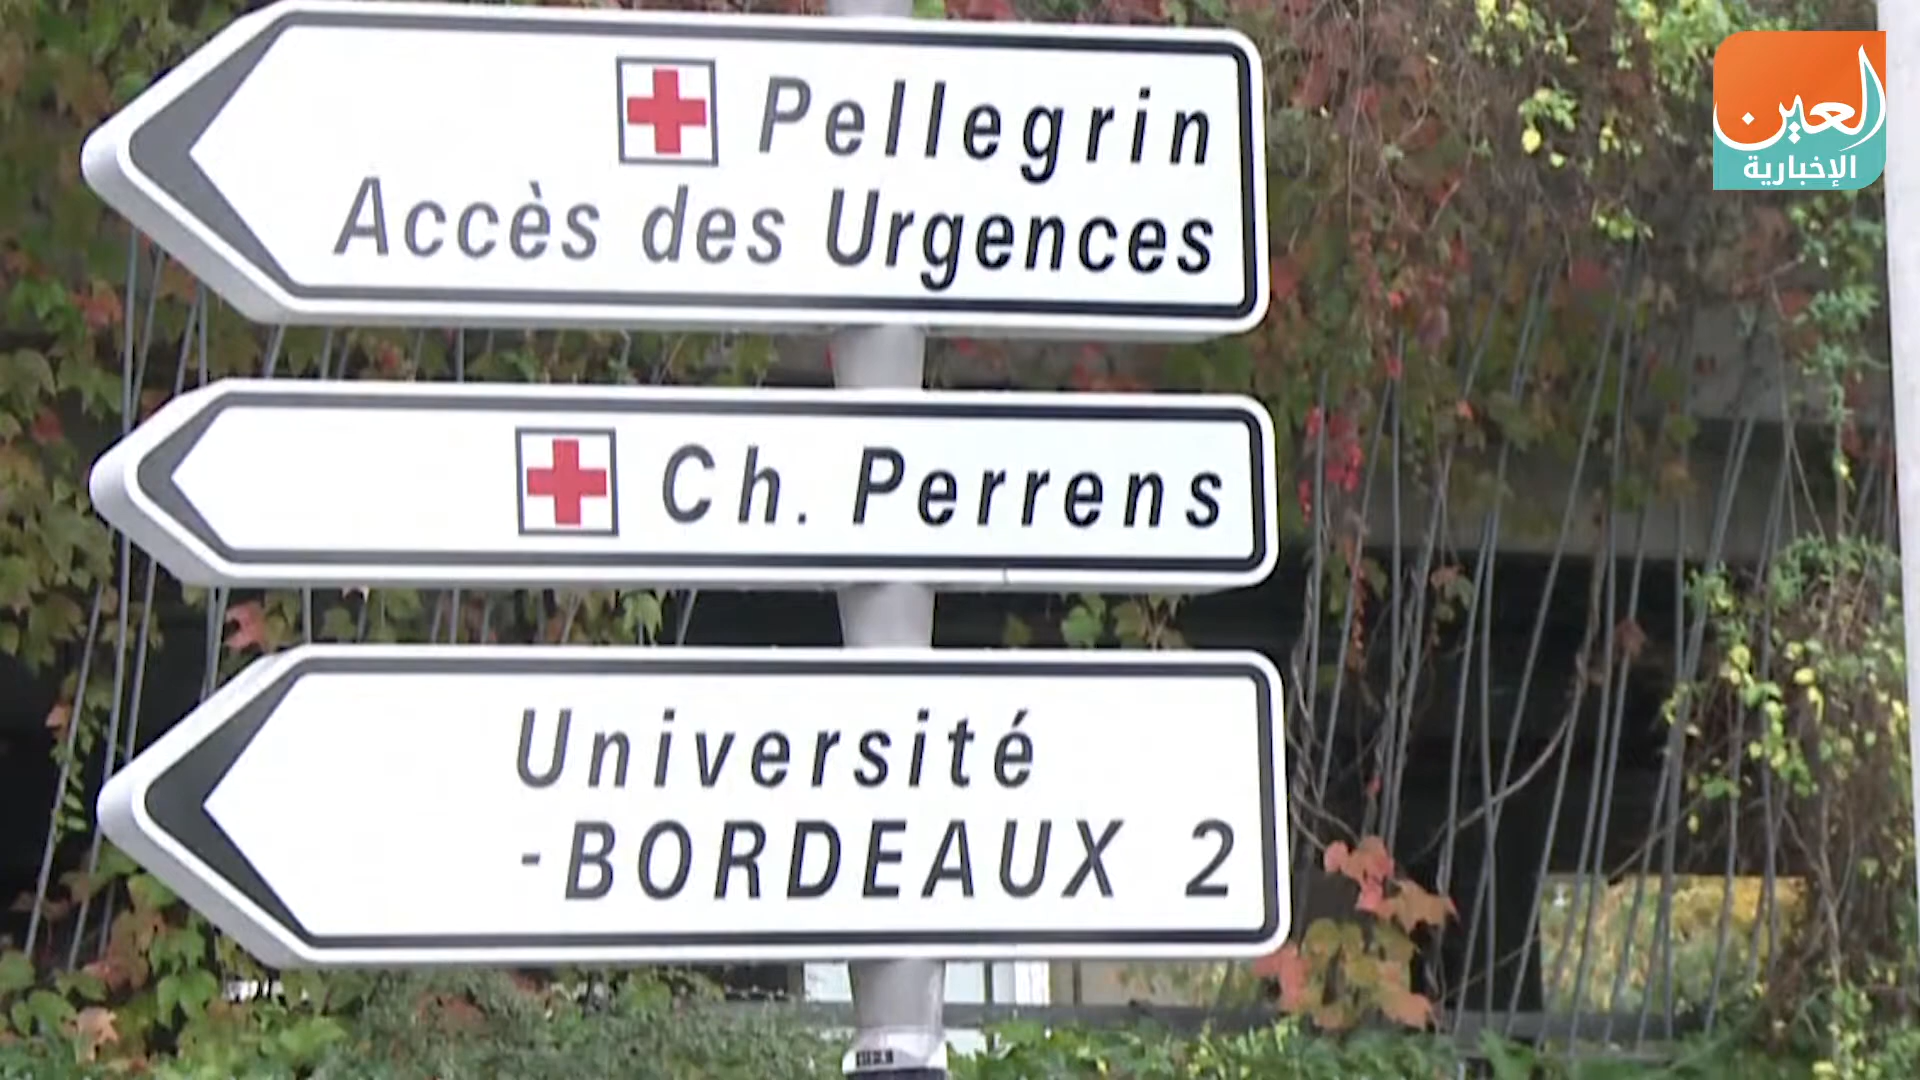 Pellegrin
Accès des Urgences
Ch. Perrens
Université
-BORDEAUX 2
العين
الإخبارية